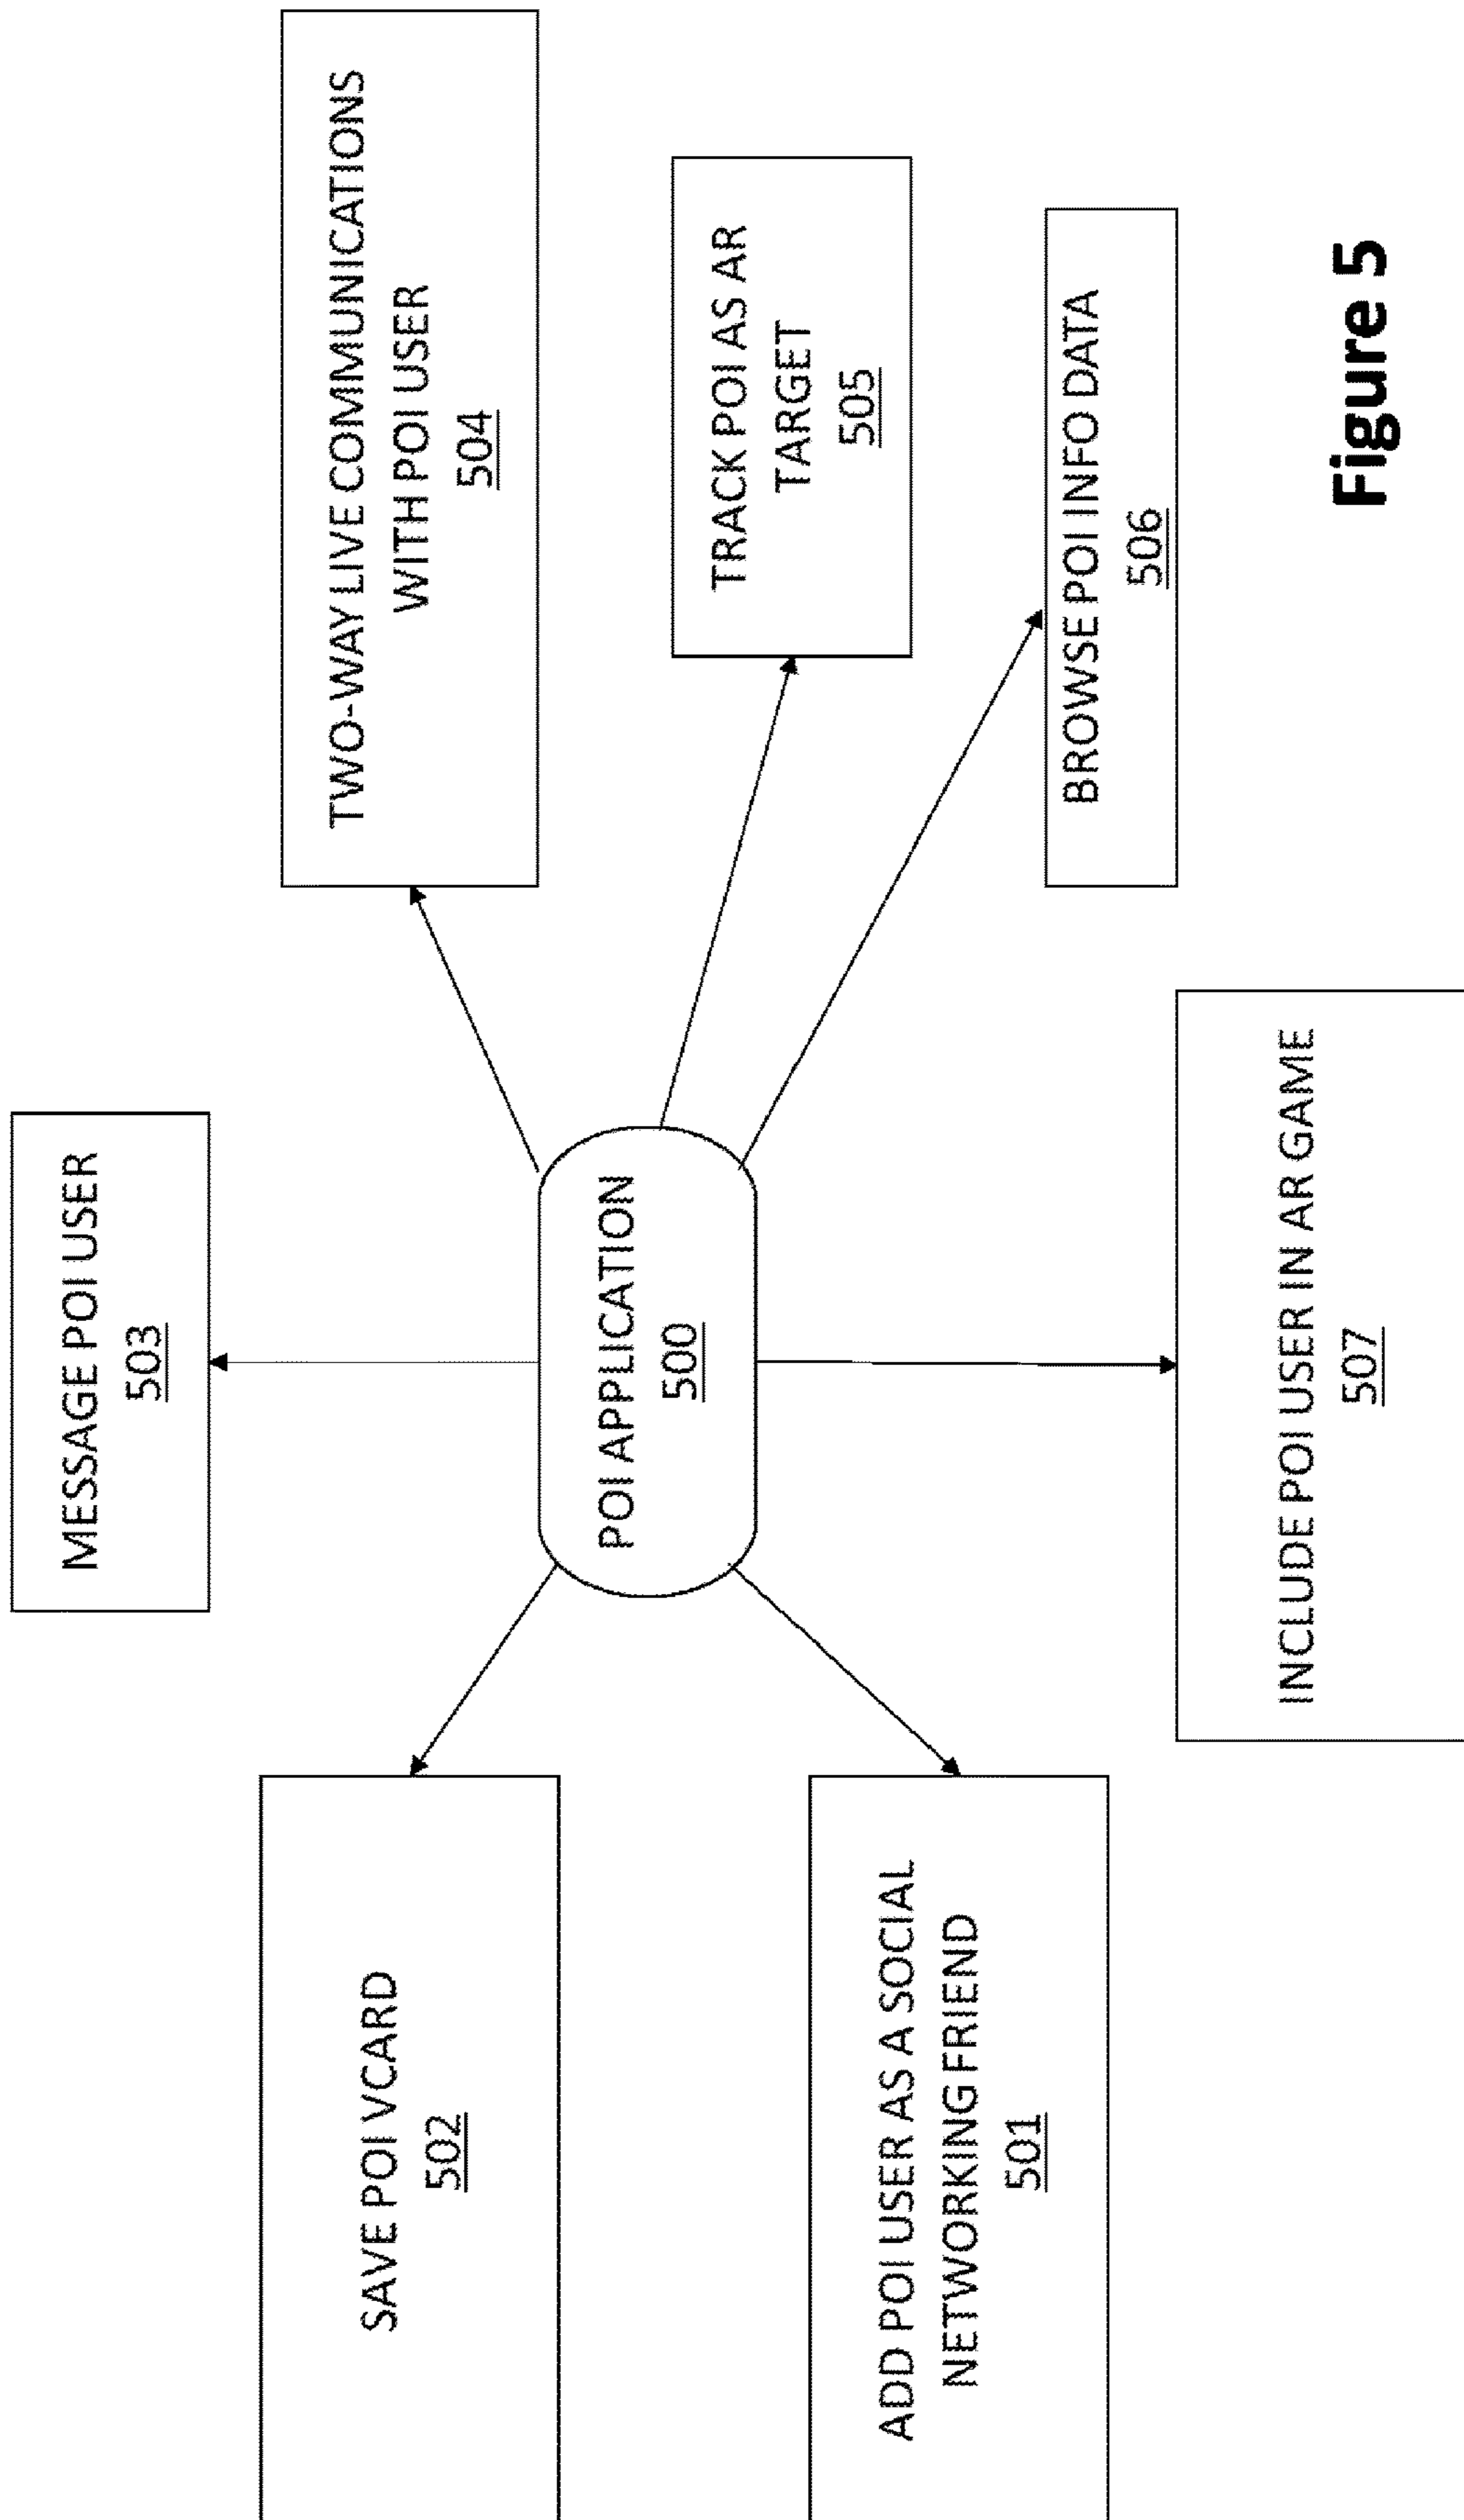 MESSAGE POI USER
503
SAVE POI VCARD
502
TWO-WAY LIVE COMMUNICATIONS
WITH POI USER
504
POI APPLICATION
500
TRACK POI AS AR
TARGET
505
ADD POI USER AS A SOCIAL
NETWORKING FRIEND
501
BROWSE POI INFO DATA
506
INCLUDE POI USER IN AR GAME
507
Figure 5